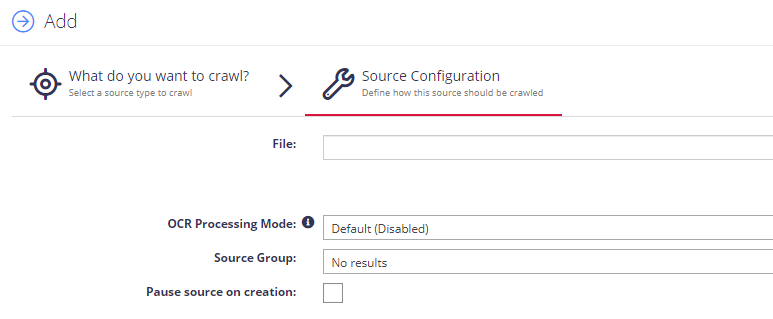 Add
What do you want to crawl?
Select a source type to crawl
Source Configuration
Define how this source should be crawled
File:
OCR Processing Mode:
Default (Disabled)
Source Group:
No results
Pause source on creation: